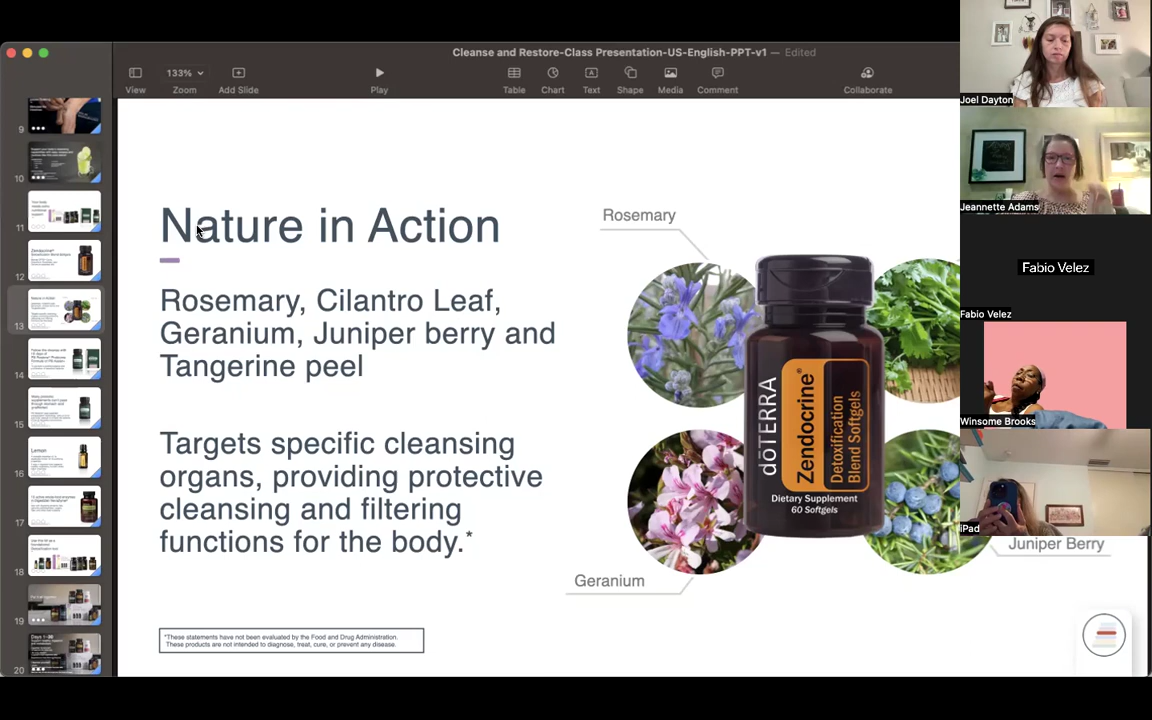 Cleanse and Restore-Class Presentation-US-English-PPT-v1 — Edited
133%
View
Zoom
Add Slide
Play
Table
Chart
Text
Shape
Media
Comment
Collaborate
9
10
11
12
13
14
15
16
Lemon
17
18
19
20
Days 1–30
Nature in Action
Rosemary, Cilantro Leaf,
Geranium, Juniper berry and
Tangerine peel
Targets specific cleansing
organs, providing protective
cleansing and filtering
functions for the body.*
*These statements have not been evaluated by the Food and Drug Administration.
These products are not intended to diagnose, treat, cure, or prevent any disease.
Rosemary
Geranium
Juniper Berry
dōTERRA
Zendocrine®
Detoxification
Blend Softgels
Dietary Supplement
60 Softgels
Joel Dayton
Jeannette Adams
Fabio Velez
Fabio Velez
Winsome Brooks
iPad